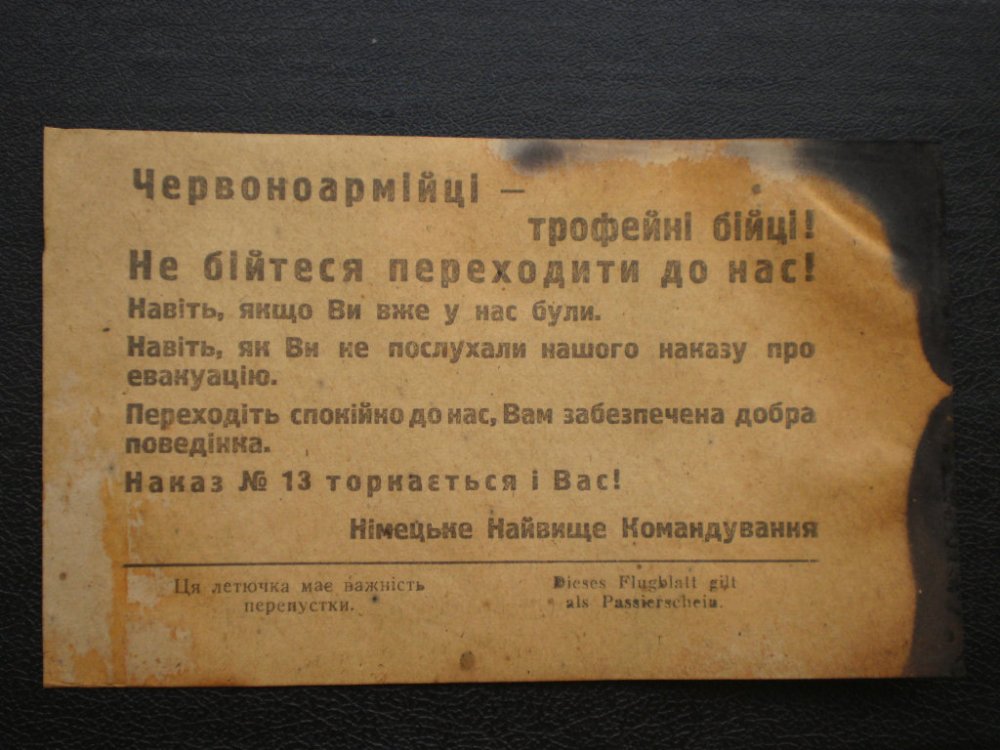 Червоноармійці —
трофейні бійці!
Не бійтеся переходити до нас!
Навіть, якщо Ви вже у нас були.
Навіть, як Ви не послухали нашого наказу про
евакуацію.
Переходіть спокійно до нас, Вам забезпечена добра
поведінка.
Наказ № 13 торкається і Вас!
Німецьке Найвище Командування
Ця летючка має важність
перепустки.
Dieses Flugblatt gilt
als Passierschein.